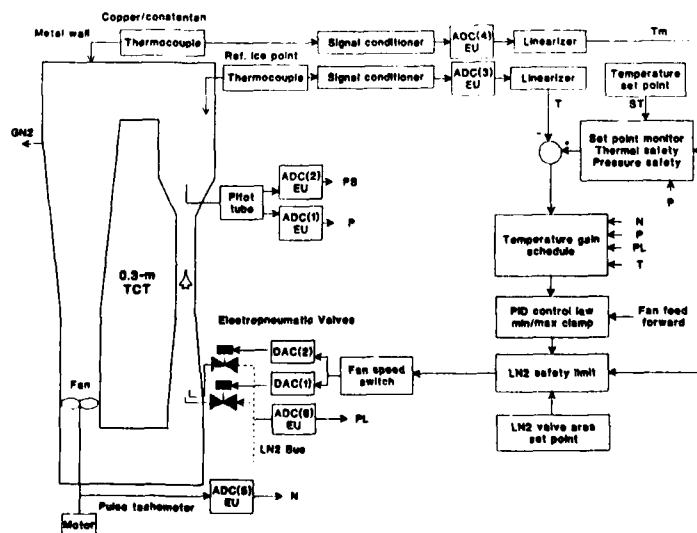 Copper/constantan
Metal wall
Thermocouple
Signal conditioner
ADC(4)
EU
Linearizer
Tm
Ref. ice point
Thermocouple
Signal conditioner
ADC(3)
EU
Linearizer
Temperature
set point
T
ST
GN2
Set point monitor
Thermal safety
Pressure safety
-
+
P
ADC(2)
EU
PS
Pitot
tube
ADC(1)
EU
P
N
P
PL
T
Temperature gain
schedule
0.3-m
TCT
Electropneumatic Valves
PID control law
min/max clamp
Fan feed
forward
DAC(2)
DAC(1)
Fan speed
switch
LN2 safety limit
Fan
ADC(6)
EU
PL
LN2 Bus
LN2 valve area
set point
Pulse tachometer
ADC(5)
EU
N
Motor